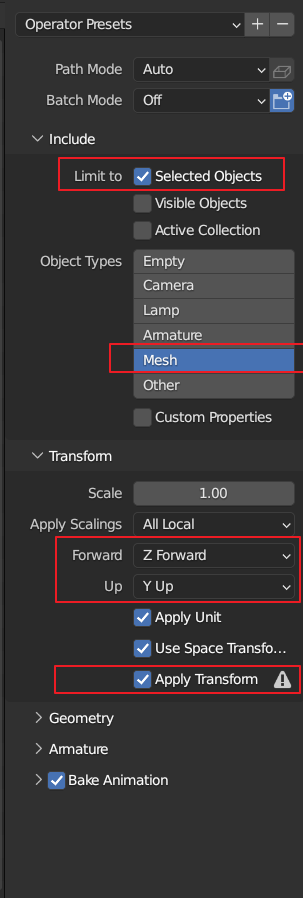 Operator Presets
Path Mode Auto
Batch Mode Off
Include
Limit to Selected Objects
Visible Objects
Active Collection
Object Types Empty
Camera
Lamp
Armature
Mesh
Other
Custom Properties
Transform
Scale 1.00
Apply Scalings All Local
Forward Z Forward
Up Y Up
Apply Unit
Use Space Transfo...
Apply Transform
Geometry
Armature
Bake Animation